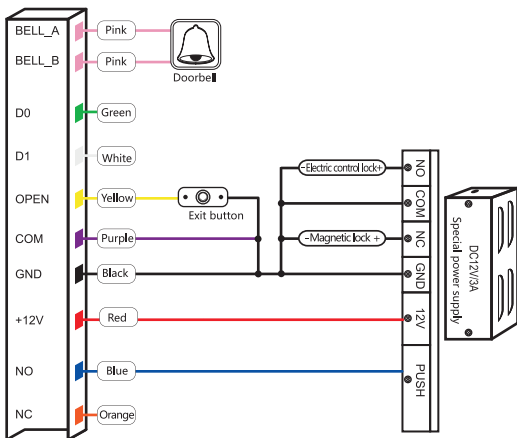 BELL_A Pink
BELL_B Pink
Doorbell
D0 Green
D1 White
OPEN Yellow
Exit button
COM Purple
GND Black
+12V Red
NO Blue
NC Orange
-Electric control lock+ NO
COM
-Magnetic lock + NC
GND
12V
PUSH
DC12V/3A
Special power supply